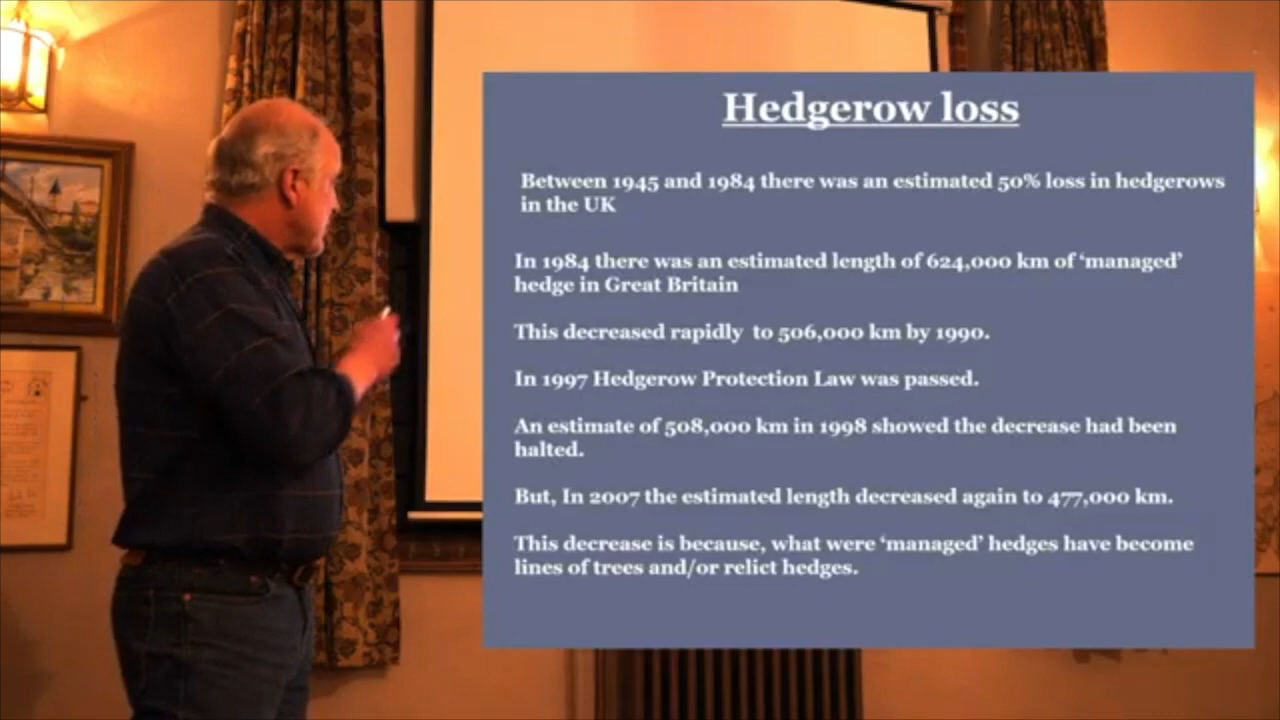 Hedgerow loss
Between 1945 and 1984 there was an estimated 50% loss in hedgerows
in the UK
In 1984 there was an estimated length of 624,000 km of ‘managed’
hedge in Great Britain
This decreased rapidly  to 506,000 km by 1990.
In 1997 Hedgerow Protection Law was passed.
An estimate of 508,000 km in 1998 showed the decrease had been
halted.
But, In 2007 the estimated length decreased again to 477,000 km.
This decrease is because, what were ‘managed’ hedges have become
lines of trees and/or relict hedges.